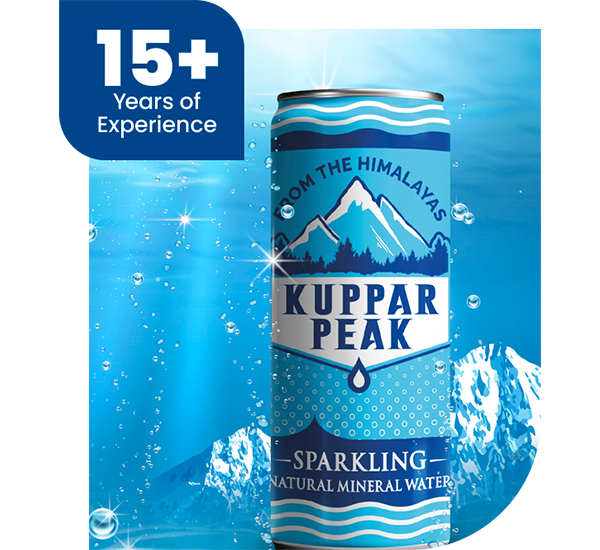 15+
Years of
Experience
FROM THE HIMALAYAS
KUPPAR
PEAK
SPARKLING
NATURAL MINERAL WATER